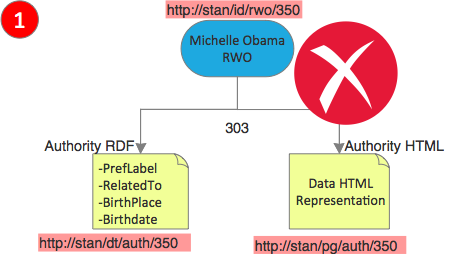 1
http://stan/id/rwo/350
Michelle Obama
RWO
303
Authority RDF
Authority HTML
-PrefLabel
-RelatedTo
-BirthPlace
-Birthdate
Data HTML
Representation
http://stan/dt/auth/350
http://stan/pg/auth/350